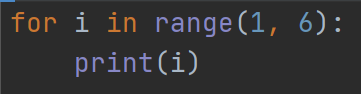 for i in range(1, 6):
    print(i)